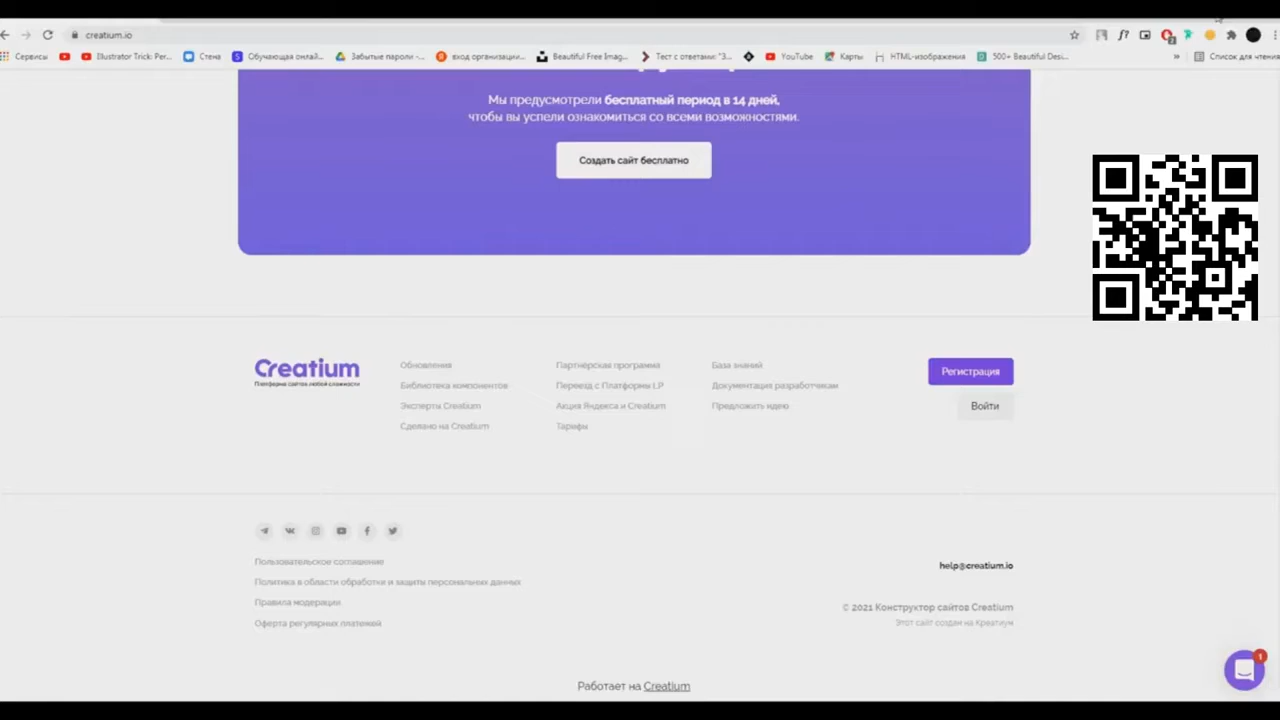 creatium.io
Сервисы
Illustrator Trick: Per...
Стена
Обучающая онлай...
Забытые пароли -...
вход организации...
Beautiful Free Imag...
Тест с ответами: "З...
YouTube
Карты
HTML-изображения
500+ Beautiful Desi...
»
Список для чтения
Мы предусмотрели бесплатный период в 14 дней,
чтобы вы успели ознакомиться со всеми возможностями.
Создать сайт бесплатно
Creatium
Платформа сайтов любой сложности
Обновления
Библиотека компонентов
Эксперты Creatium
Сделано на Creatium
Партнёрская программа
Переезд с Платформы LP
Акция Яндекса и Creatium
Тарифы
База знаний
Документация разработчикам
Предложить идею
Регистрация
Войти
Пользовательское соглашение
Политика в области обработки и защиты персональных данных
Правила модерации
Оферта регулярных платежей
help@creatium.io
© 2021 Конструктор сайтов Creatium
Этот сайт создан на Креатиум
Работает на Creatium
1